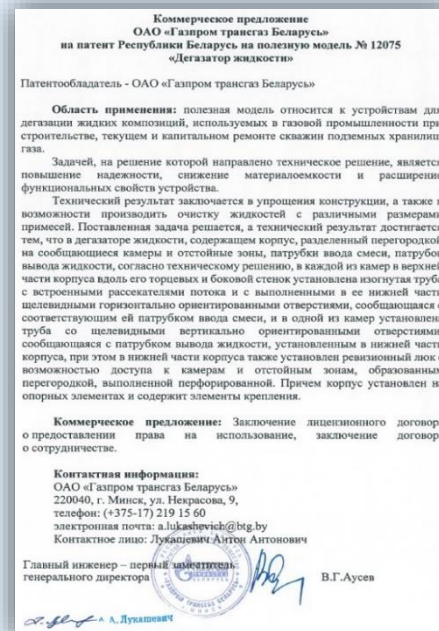 Коммерческое предложение
ОАО «Газпром трансгаз Беларусь»
на патент Республики Беларусь на полезную модель № 12075
«Дегазатор жидкости»
Патентообладатель - ОАО «Газпром трансгаз Беларусь»
Область применения: полезная модель относится к устройствам для
дегазации жидких композиций, используемых в газовой промышленности при
строительстве, текущем и капитальном ремонте скважин подземных хранилищ
газа.
Задачей, на решение которой направлено техническое решение, является
повышение надежности, снижение материалоемкости и расширение
функциональных свойств устройства.
Технический результат заключается в упрощения конструкции, а также
возможности производить очистку жидкостей с различными размерам
примесей. Поставленная задача решается, а технический результат достигаетс
тем, что в дегазаторе жидкости, содержащем корпус, разделенный перегородкой
на сообщающиеся камеры и отстойные зоны, патрубки ввода смеси, патрубок
вывода жидкости, согласно техническому решению, в каждой из камер в верхней
части корпуса вдоль его торцевых и боковой стенок установлена изогнутая труба
с встроенными рассекателями потока и с выполненными в ее нижней части
щелевидными горизонтально ориентированными отверстиями, сообщающаяся с
соответствующим ей патрубком ввода смеси, и в одной из камер установлена
труба со щелевидными вертикально ориентированными отверстиями
сообщающаяся с патрубком вывода жидкости, установленным в нижней части
корпуса, при этом в нижней части корпуса также установлен ревизионный люк с
возможностью доступа к камерам и отстойным зонам, образованным
перегородкой, выполненной перфорированной. Причем корпус установлен н
опорных элементах и содержит элементы крепления.
Коммерческое предложение: Заключение лицензионного договор
о предоставлении права на использование, заключение договор
о сотрудничестве.
Контактная информация:
ОАО «Газпром трансгаз Беларусь»
220040, г. Минск, ул. Некрасова, 9,
телефон: (+375-17) 219 15 60
электронная почта: a.lukashevich@btg.by
Контактное лицо: Лукашевич Антон Антонович
Главный инженер – первый заместитель
генерального директора В.Г.Аусев
А. Лукашевич